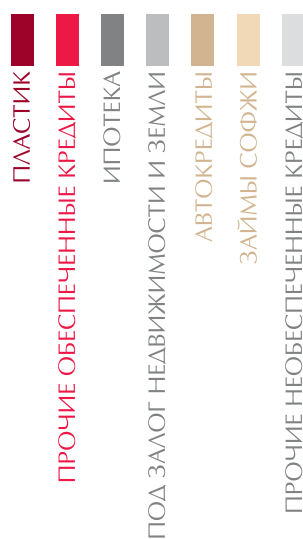 ПЛАСТИК
ПРОЧИЕ ОБЕСПЕЧЕННЫЕ КРЕДИТЫ
ИПОТЕКА
ПОД ЗАЛОГ НЕДВИЖИМОСТИ И ЗЕМЛИ
АВТОКРЕДИТЫ
ЗАЙМЫ СОФЖИ
ПРОЧИЕ НЕОБЕСПЕЧЕННЫЕ КРЕДИТЫ